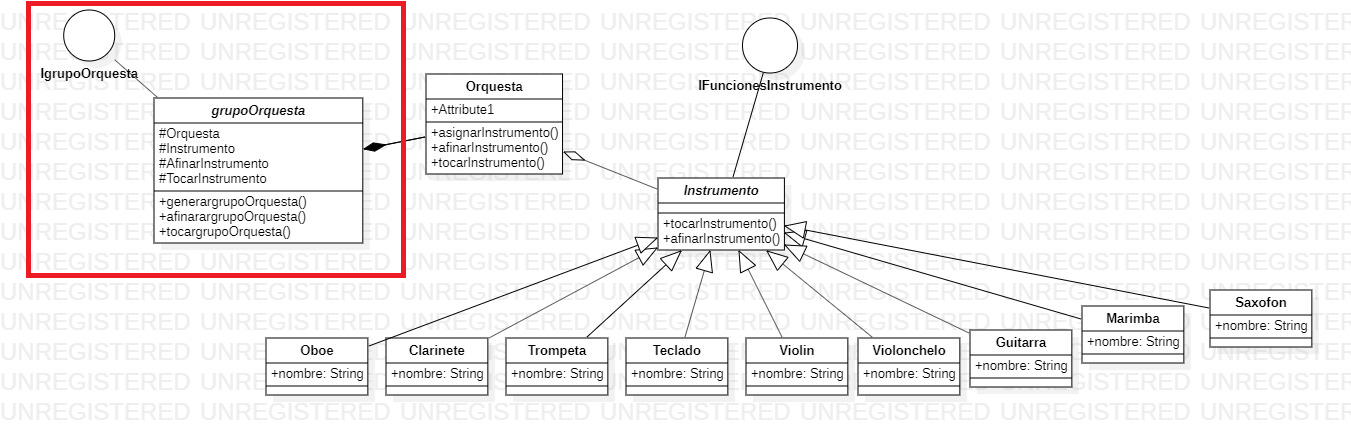 IgrupoOrquesta
grupoOrquesta
#Orquesta
#Instrumento
#AfinarInstrumento
#TocarInstrumento
+generargrupoOrquesta()
+afinarargrupoOrquesta()
+tocargrupoOrquesta()
Orquesta
+Attribute1
+asignarInstrumento()
+afinarInstrumento()
+tocarInstrumento()
IFuncionesInstrumento
Instrumento
+tocarInstrumento()
+afinarInstrumento()
Oboe
+nombre: String
Clarinete
+nombre: String
Trompeta
+nombre: String
Teclado
+nombre: String
Violin
+nombre: String
Violonchelo
+nombre: String
Guitarra
+nombre: String
Marimba
+nombre: String
Saxofon
+nombre: String
UNREGISTERED UNREGISTERED UNREGISTERED UNREGISTERED UNREGISTERED UNREGISTERED